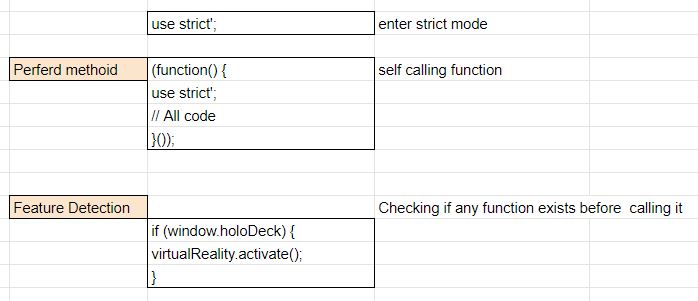 use strict'; enter strict mode
Perferd methoid (function() { self calling function
use strict';
// All code
}());
Feature Detection Checking if any function exists before  calling it
if (window.holoDeck) {
virtualReality.activate();
}